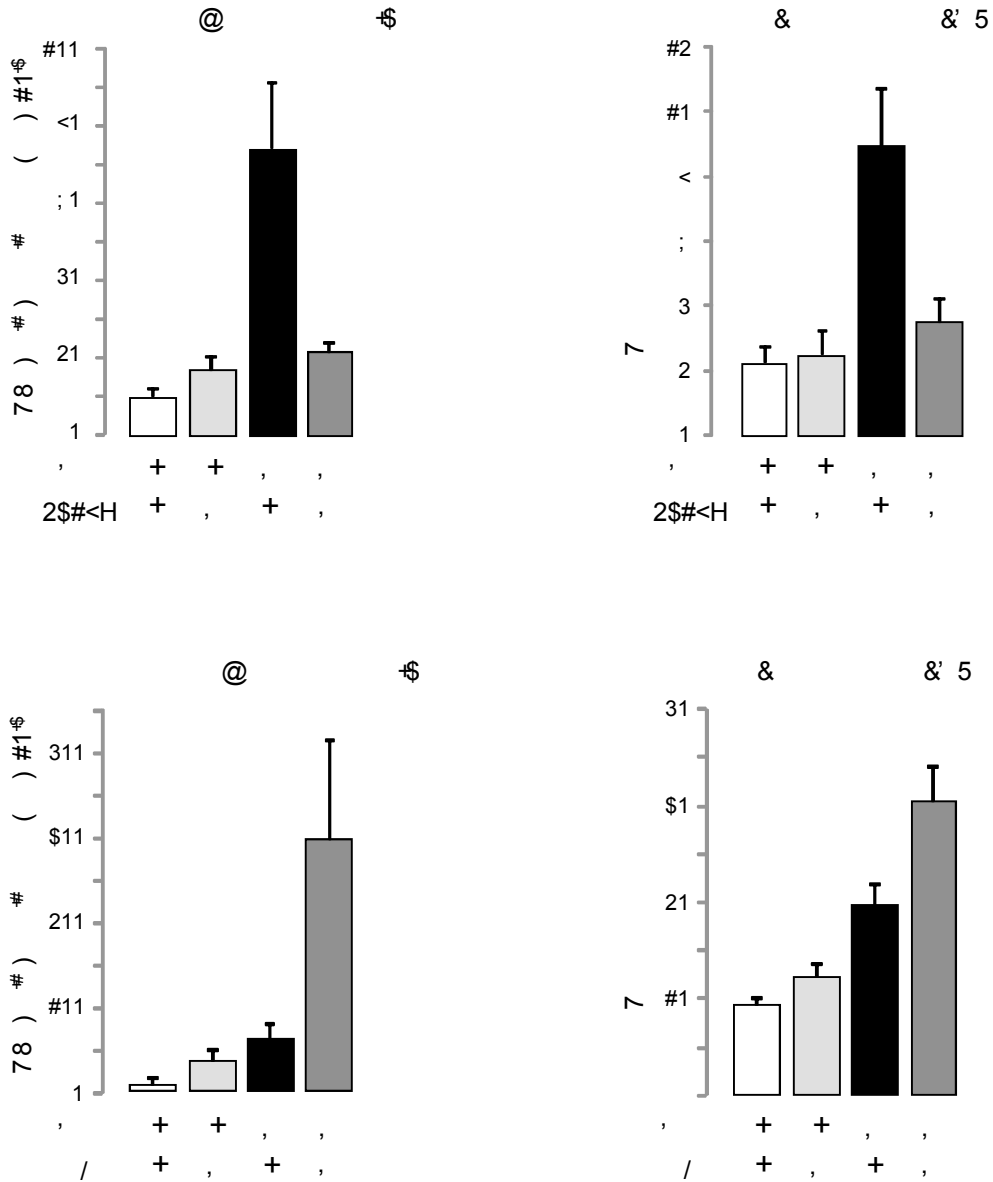 @ +$
78 ) #) # ( ) #1+$
#11
<1
; 1
31
21
1
, + + , ,
2$#<H + , + ,
& &' 5
7
#2
#1
<
;
3
2
1
, + + , ,
2$#<H + , + ,
@ +$
78 ) #) # ( ) #1+$
311
$11
211
#11
1
, + + , ,
/ + , + ,
& &' 5
7
31
$1
21
#1
, + + , ,
/ + , + ,